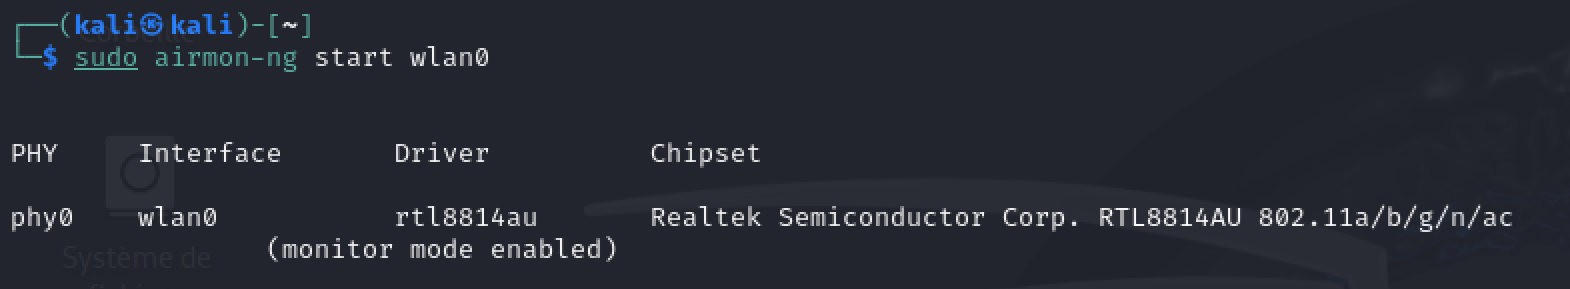 ┌──(kali㉿kali)-[~]
└─$ sudo airmon-ng start wlan0
PHY Interface Driver Chipset
phy0 wlan0 rtl8814au Realtek Semiconductor Corp. RTL8814AU 802.11a/b/g/n/ac
(monitor mode enabled)
Système de